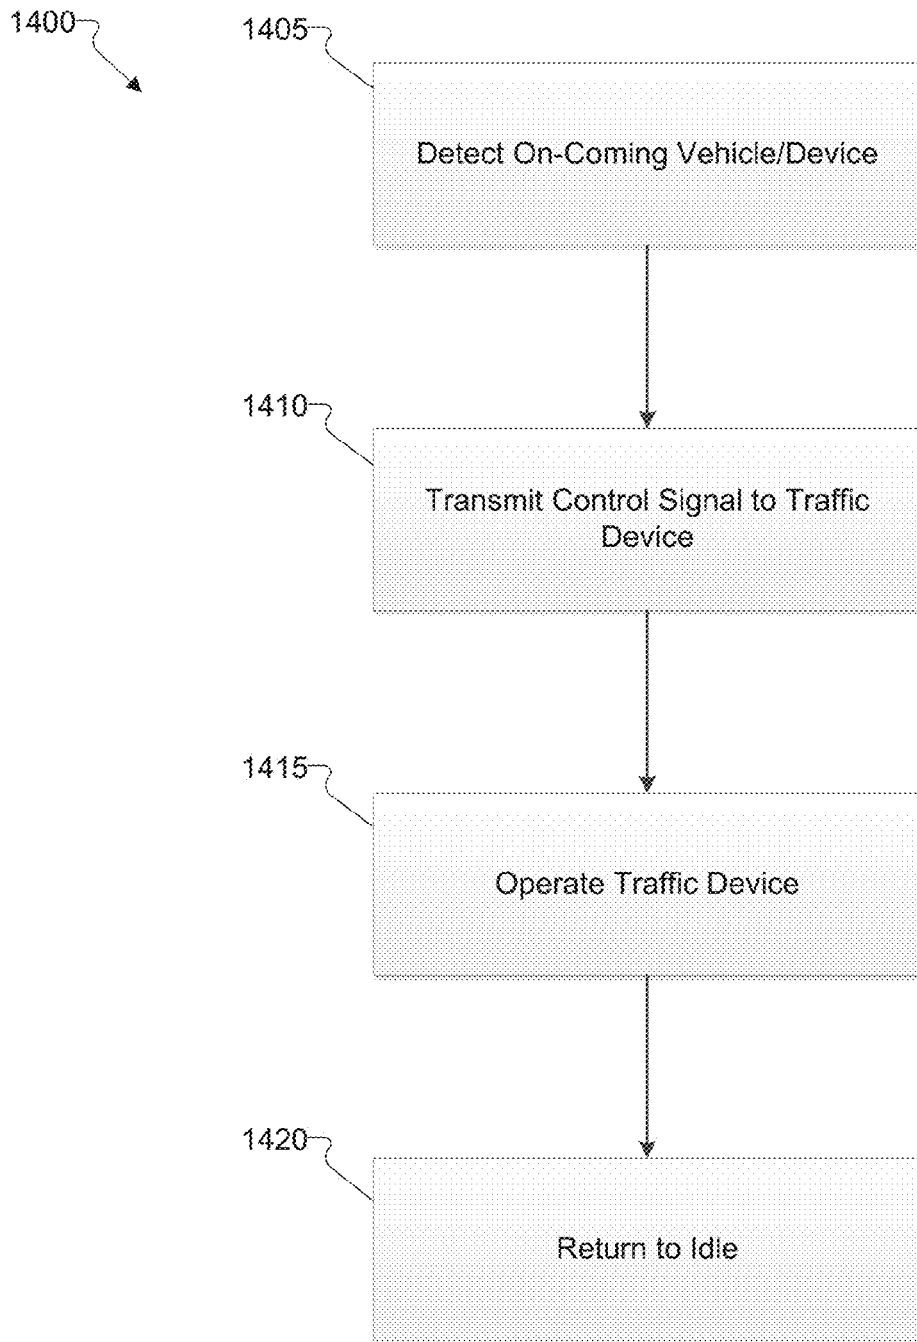 1400
1405
Detect On-Coming Vehicle/Device
1410
Transmit Control Signal to Traffic
Device
1415
Operate Traffic Device
1420
Return to Idle